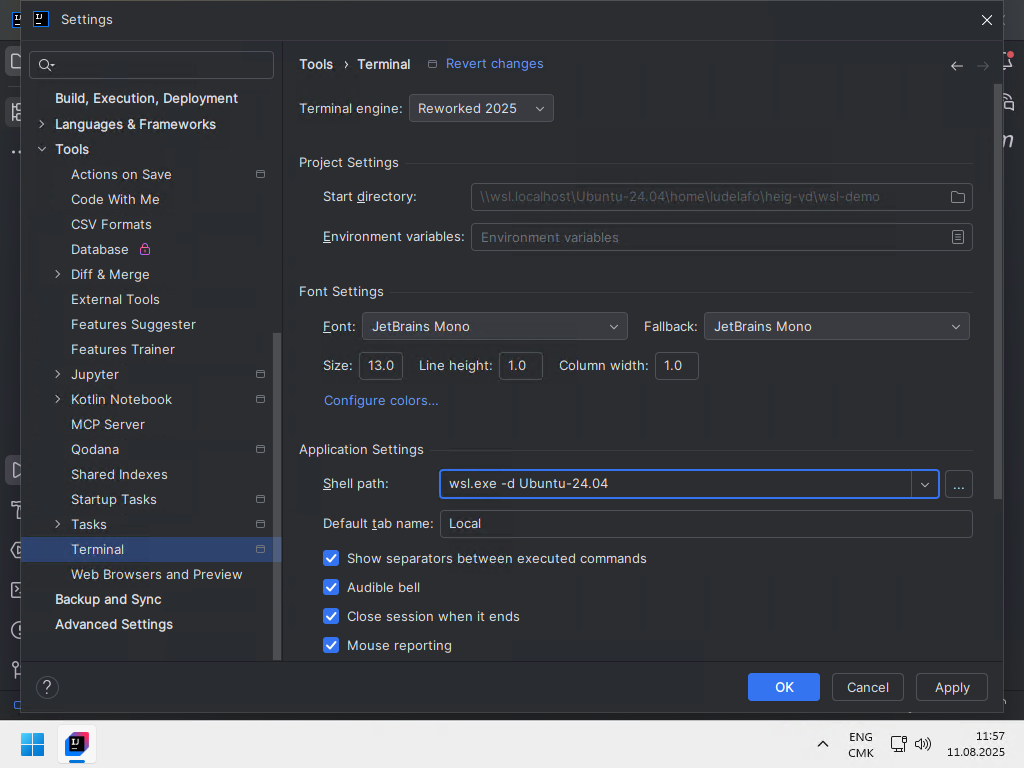 Settings
Tools › Terminal Revert changes
Terminal engine: Reworked 2025
Build, Execution, Deployment
Languages & Frameworks
Tools
Actions on Save
Code With Me
CSV Formats
Database
Diff & Merge
External Tools
Features Suggester
Features Trainer
Jupyter
Kotlin Notebook
MCP Server
Qodana
Shared Indexes
Startup Tasks
Tasks
Terminal
Web Browsers and Preview
Backup and Sync
Advanced Settings
Project Settings
Start directory: \\wsl.localhost\Ubuntu-24.04\home\ludelafo\heig-vd\wsl-demo
Environment variables: Environment variables
Font Settings
Font: JetBrains Mono Fallback: JetBrains Mono
Size: 13.0 Line height: 1.0 Column width: 1.0
Configure colors...
Application Settings
Shell path: wsl.exe -d Ubuntu-24.04 ...
Default tab name: Local
Show separators between executed commands
Audible bell
Close session when it ends
Mouse reporting
? OK Cancel Apply
ENG 11:57
CMK 11.08.2025